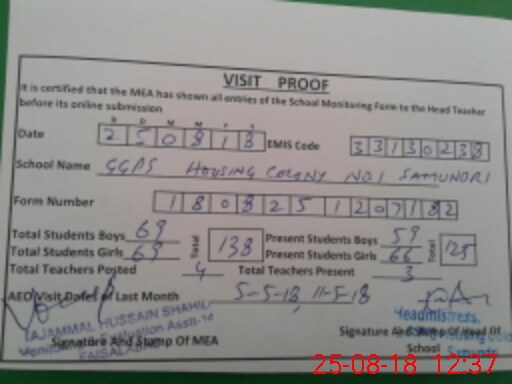 VISIT PROOF
It is certified that the MEA has shown all entries of the School Monitoring Form to the Head Teacher
before its online submission
D D M M Y Y
Date 2 5 0 8 1 8 EMIS Code 3 3 1 3 0 2 3 8
School Name GGPS HOUSING COLONY NO1 SAMUNDRI
Form Number 1 8 0 8 2 5 1 2 0 7 1 8 2
Total Students Boys 69 Total 138 Present Students Boys 59 Total 125
Total Students Girls 69 Present Students Girls 66
Total Teachers Posted 4 Total Teachers Present 3
AEO Visit Dates of Last Month 5-5-18, 11-5-18
TAJAMMAL HUSSAIN
Headmistress
Signature And Stamp Of MEA Signature And Stamp Of Head Of
FAISALABAD School
25-08-18 12:37